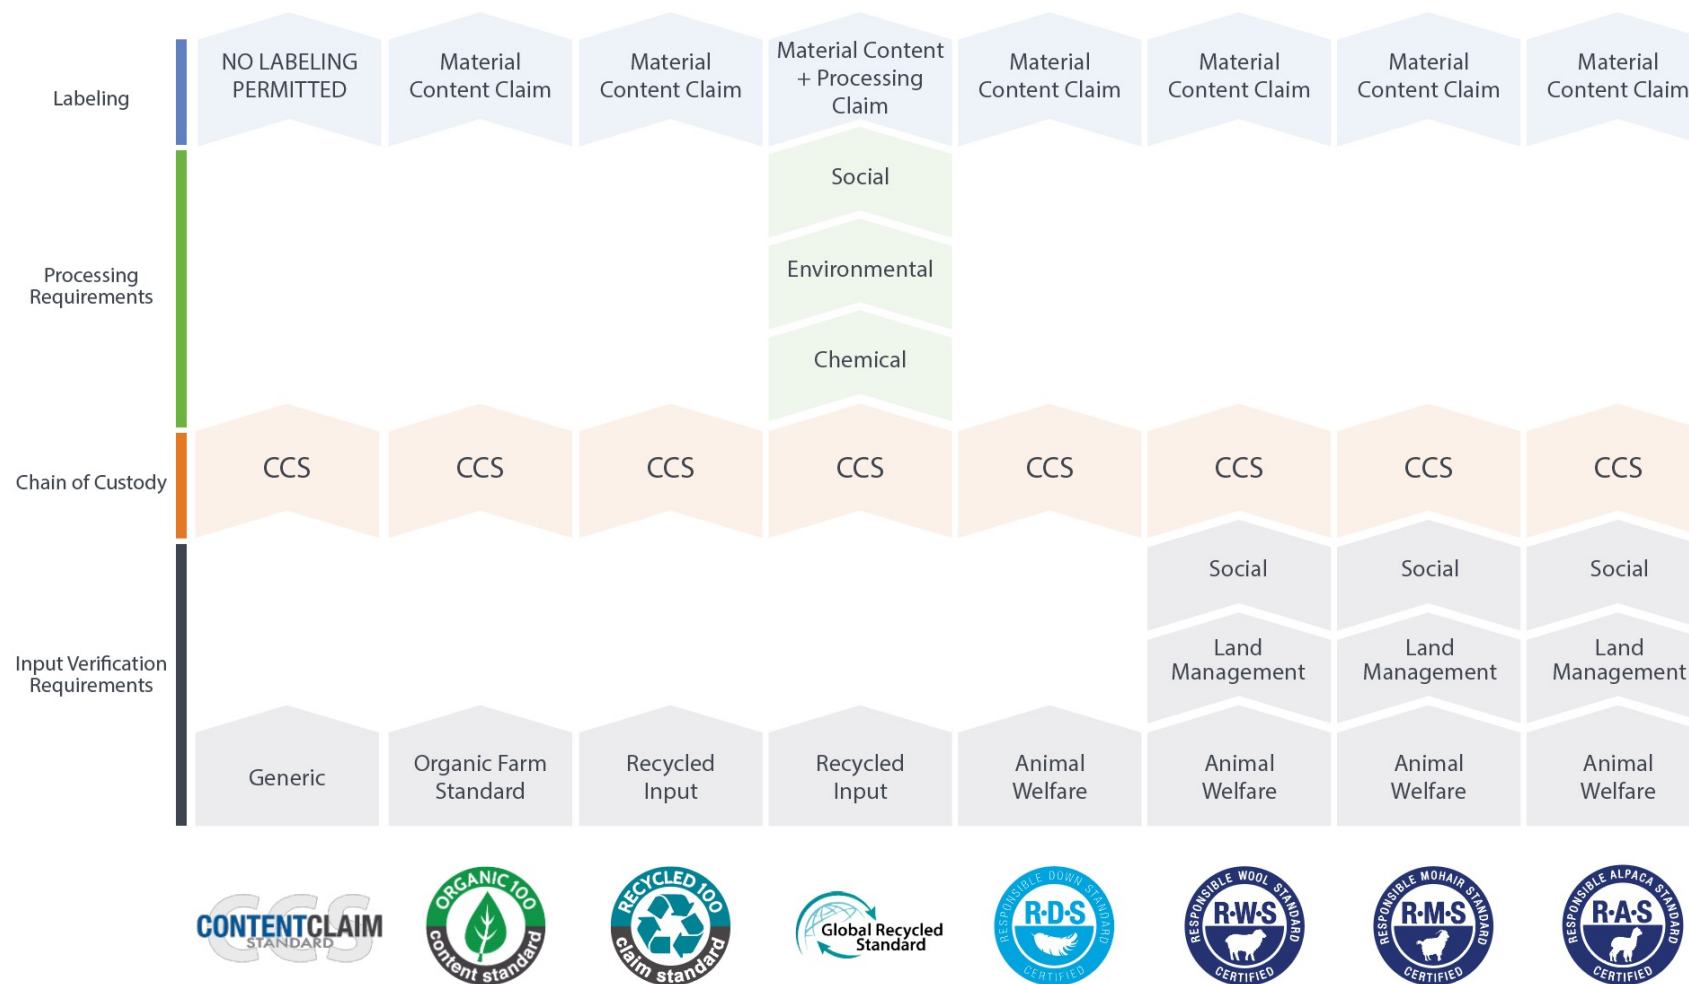 NO LABELING
PERMITTED
Material
Content Claim
Material
Content Claim
Material Content
+ Processing
Claim
Material
Content Claim
Material
Content Claim
Material
Content Claim
Material
Content Claim
Labeling
Social
Environmental
Chemical
Processing
Requirements
CCS
CCS
CCS
CCS
CCS
CCS
CCS
CCS
Chain of Custody
Social
Social
Social
Land
Management
Land
Management
Land
Management
Input Verification
Requirements
Generic
Organic Farm
Standard
Recycled
Input
Recycled
Input
Animal
Welfare
Animal
Welfare
Animal
Welfare
Animal
Welfare
CCS
CONTENTCLAIM
STANDARD
ORGANIC 100
content standard
RECYCLED 100
claim standard
Global Recycled
Standard
RESPONSIBLE DOWN STANDARD
R·D·S
CERTIFIED
RESPONSIBLE WOOL STANDARD
R·W·S
CERTIFIED
RESPONSIBLE MOHAIR STANDARD
R·M·S
CERTIFIED
RESPONSIBLE ALPACA STANDARD
R·A·S
CERTIFIED